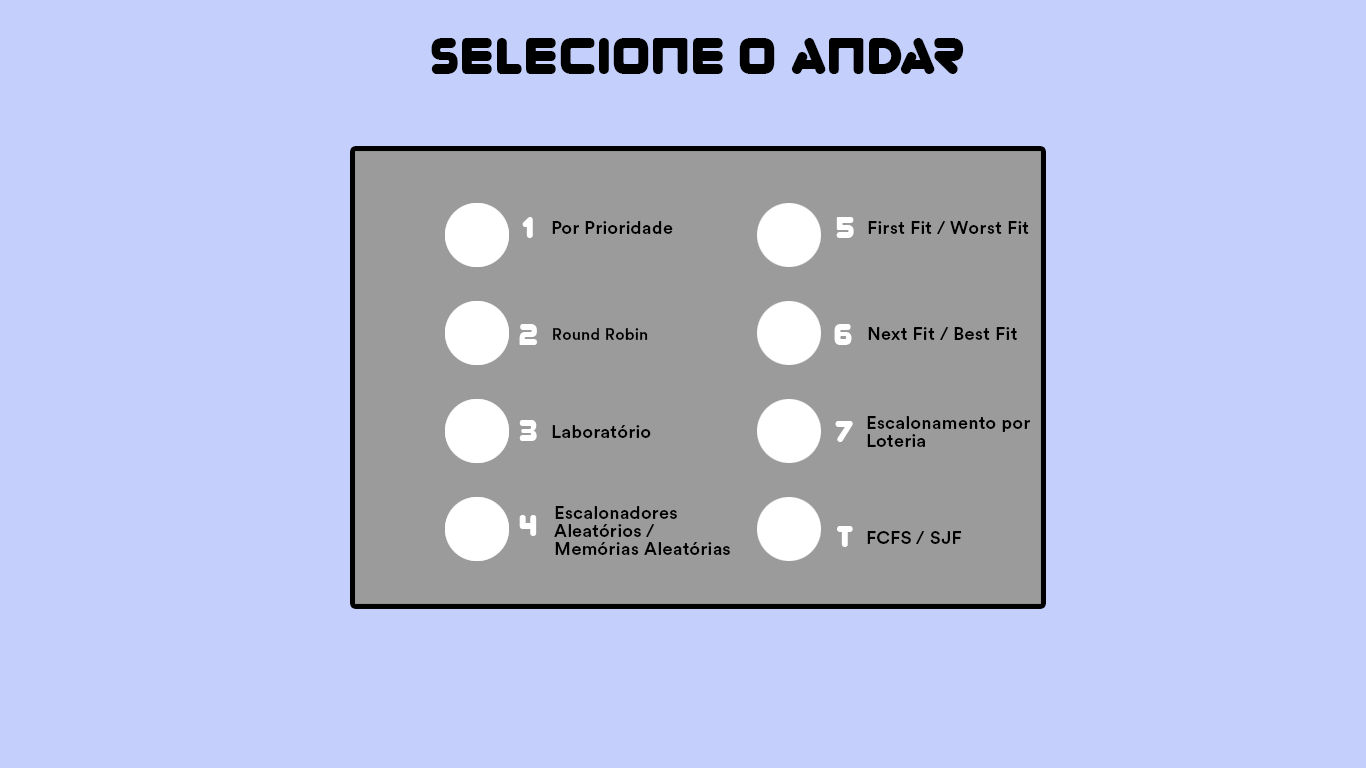 SELECIONE O ANDAR
1 Por Prioridade
2 Round Robin
3 Laboratório
4 Escalonadores
Aleatórios /
Memórias Aleatórias
5 First Fit / Worst Fit
6 Next Fit / Best Fit
7 Escalonamento por
Loteria
T FCFS / SJF